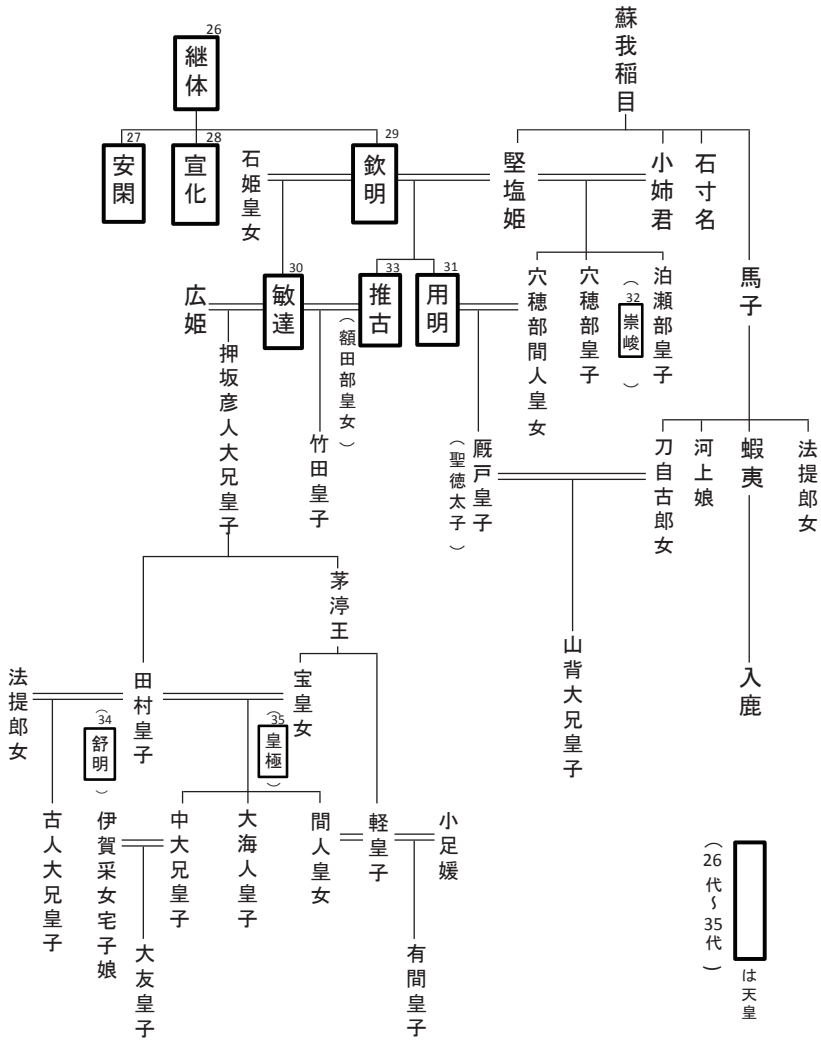 蘇我稲目
26
継体
27
安閑
28
宣化
29
欽明
石姫皇女
堅塩姫
小姉君
石寸名
馬子
広姫
30
敏達
33
推古
(額田部皇女)
31
用明
穴穂部間人皇女
穴穂部皇子
泊瀬部皇子
(32崇峻)
押坂彦人大兄皇子
竹田皇子
厩戸皇子
(聖徳太子)
刀自古郎女
河上娘
蝦夷
法提郎女
茅渟王
山背大兄皇子
入鹿
法提郎女
田村皇子
(34舒明)
宝皇女
(35皇極)
古人大兄皇子
伊賀采女宅子娘
中大兄皇子
大海人皇子
間人皇女
軽皇子
小足媛
大友皇子
有間皇子
は天皇
(26代~35代)